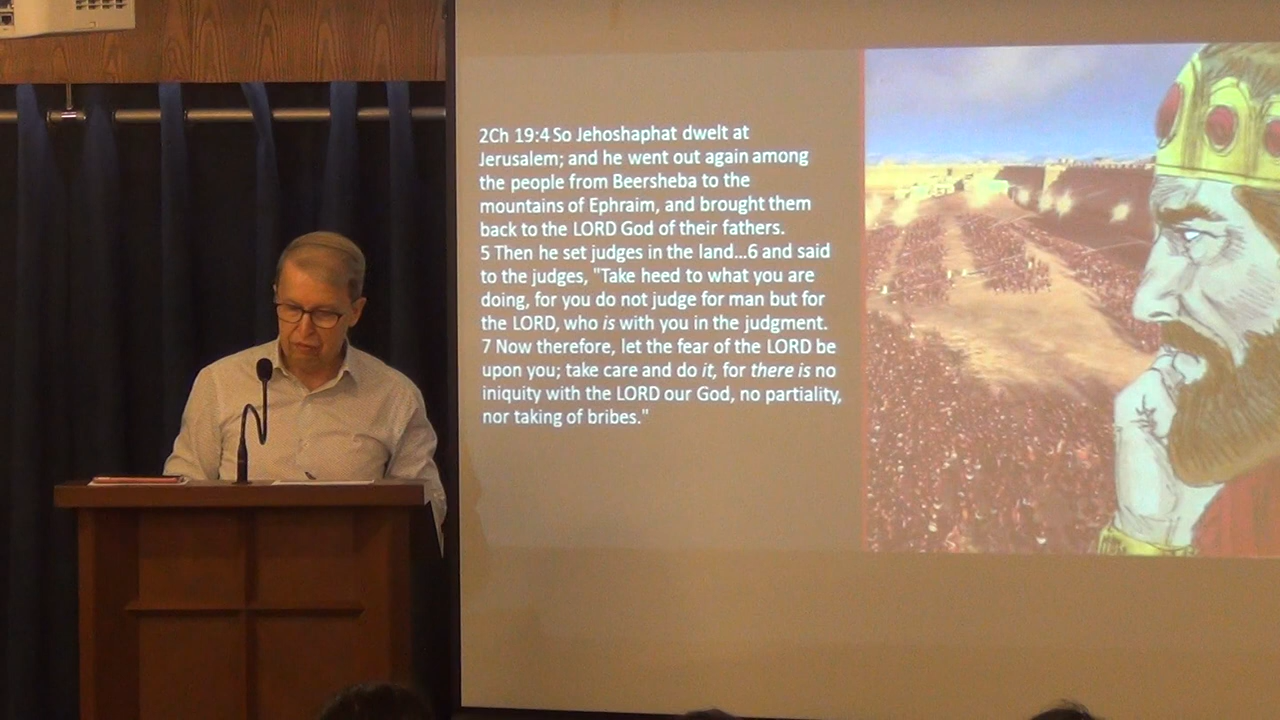 2Ch 19:4 So Jehoshaphat dwelt at
Jerusalem; and he went out again among
the people from Beersheba to the
mountains of Ephraim, and brought them
back to the LORD God of their fathers.
5 Then he set judges in the land...6 and said
to the judges, "Take heed to what you are
doing, for you do not judge for man but for
the LORD, who is with you in the judgment.
7 Now therefore, let the fear of the LORD be
upon you; take care and do it, for there is no
iniquity with the LORD our God, no partiality,
nor taking of bribes."